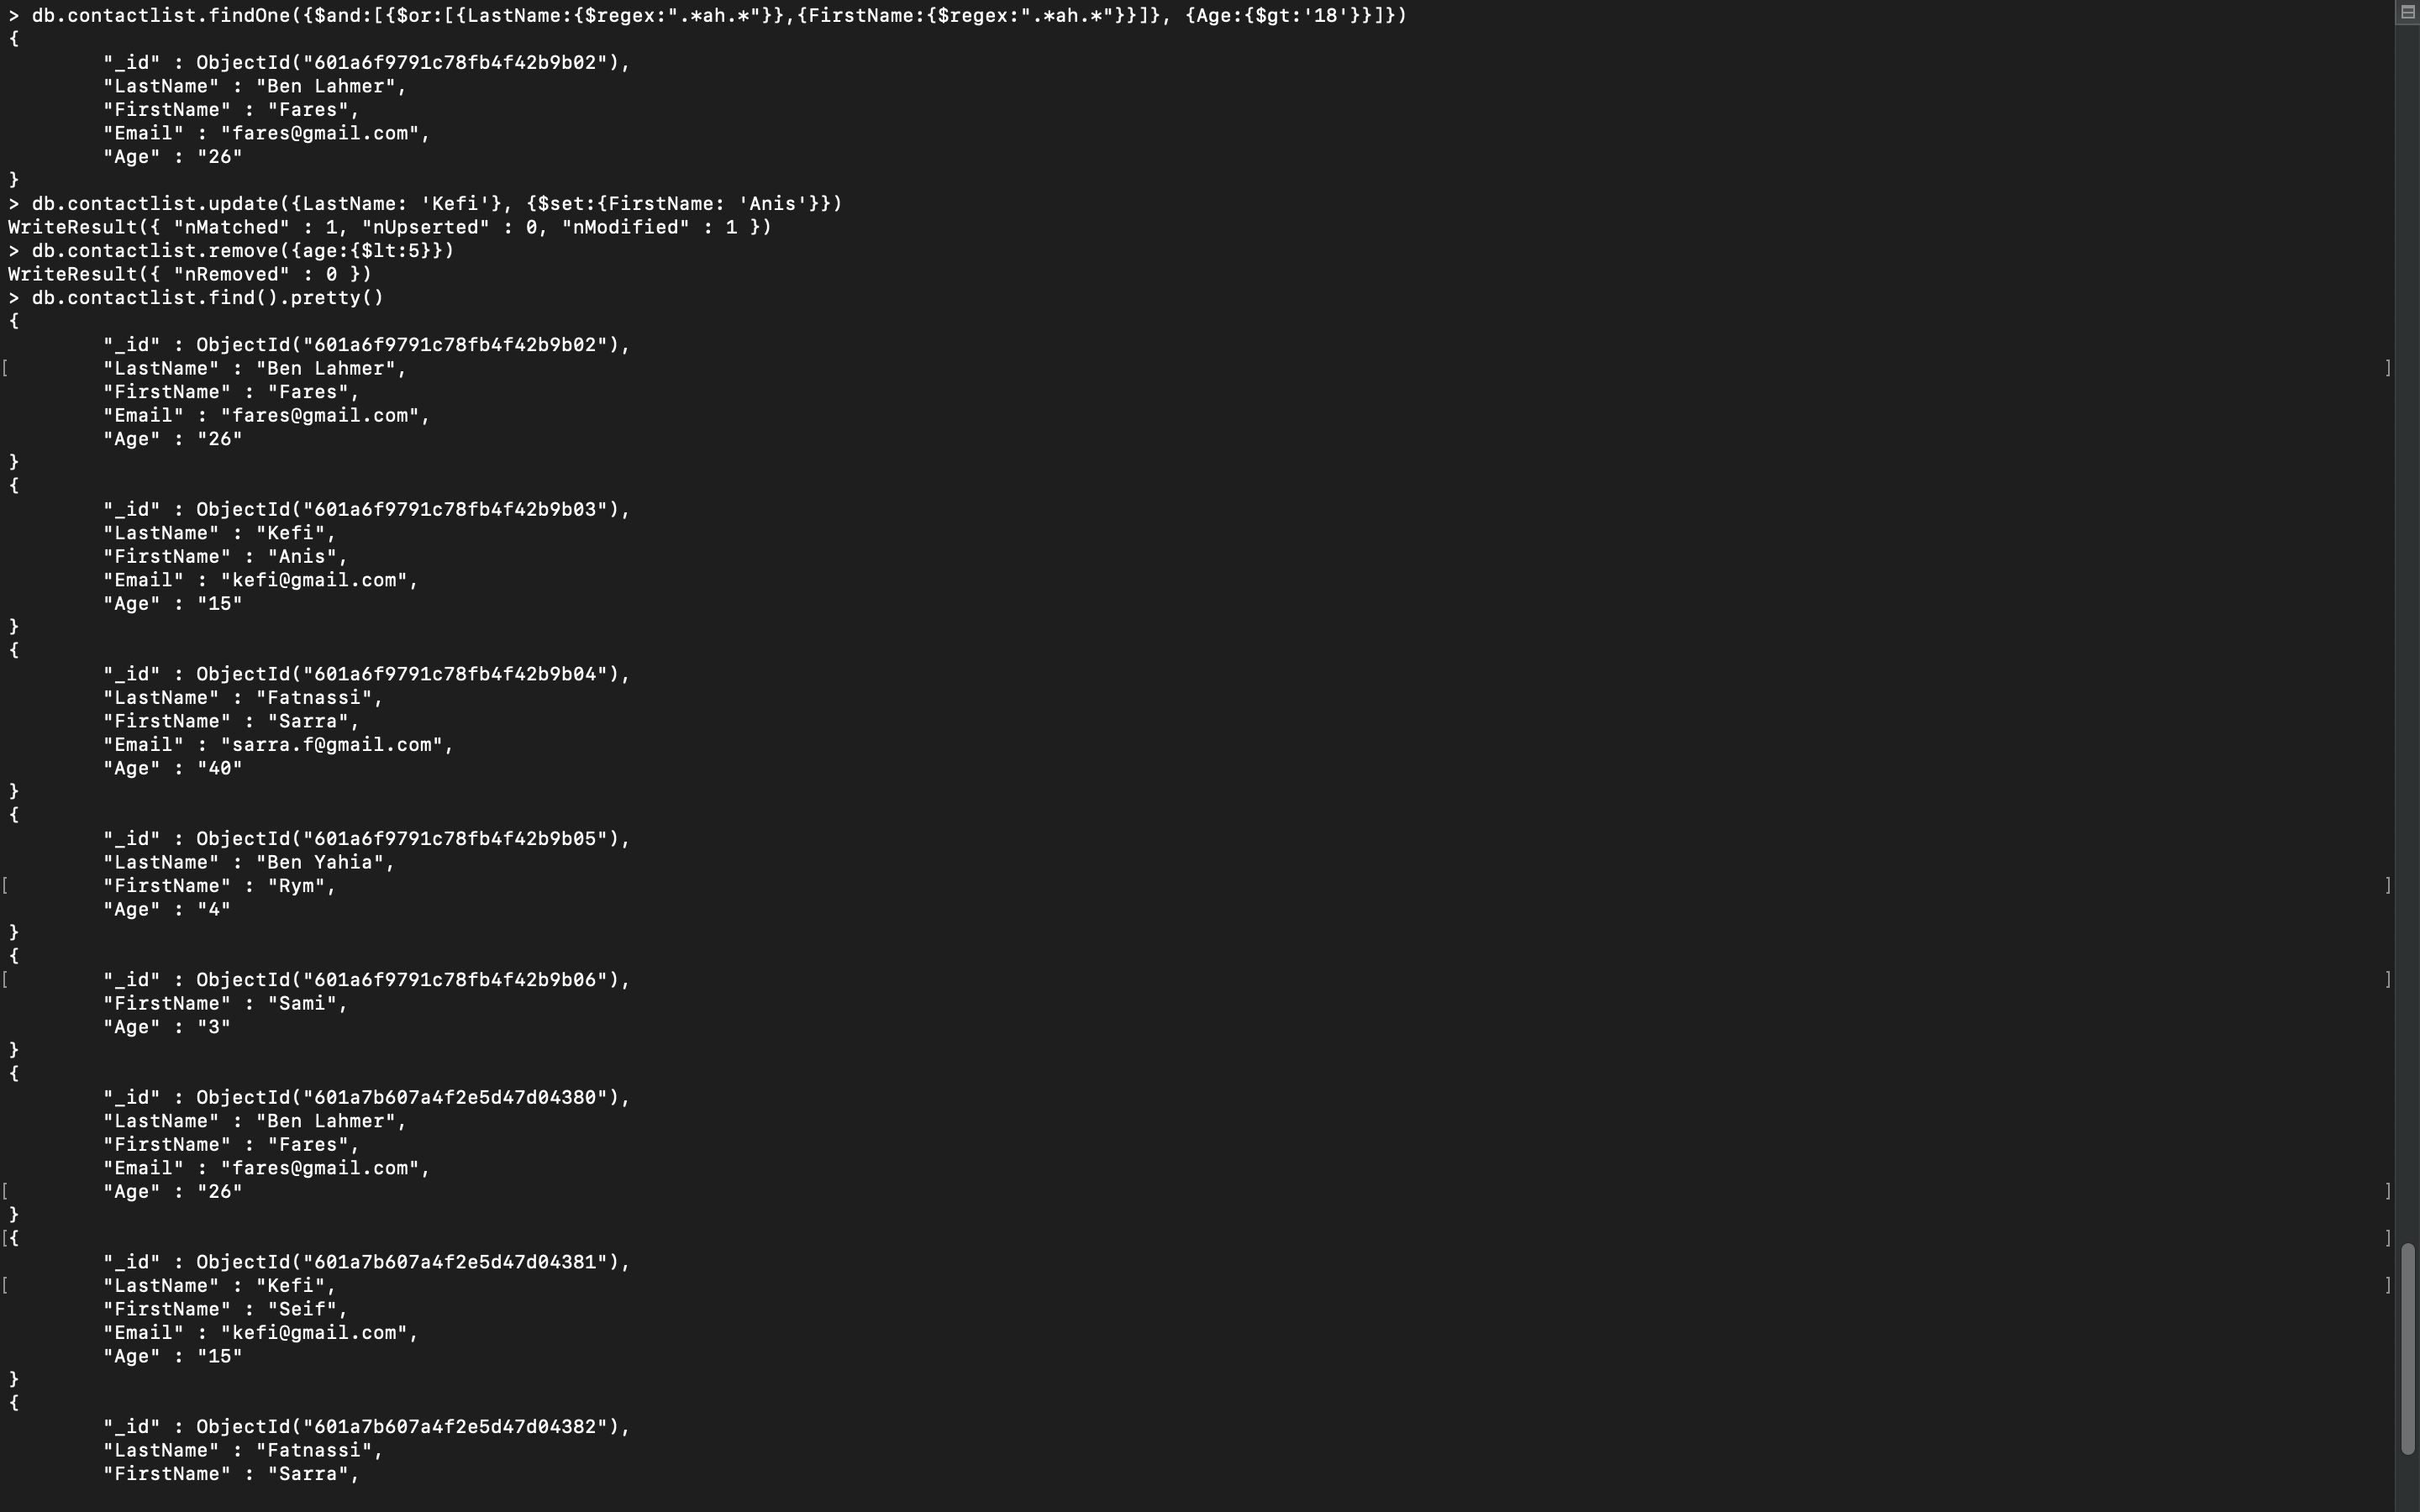 > db.contactlist.findOne({$and:[{$or:[{LastName:{$regex:".*ah.*"}},{FirstName:{$regex:".*ah.*"}}]}, {Age:{$gt:'18'}}]})
{
        "_id" : ObjectId("601a6f9791c78fb4f42b9b02"),
        "LastName" : "Ben Lahmer",
        "FirstName" : "Fares",
        "Email" : "fares@gmail.com",
        "Age" : "26"
}
> db.contactlist.update({LastName: 'Kefi'}, {$set:{FirstName: 'Anis'}})
WriteResult({ "nMatched" : 1, "nUpserted" : 0, "nModified" : 1 })
> db.contactlist.remove({age:{$lt:5}})
WriteResult({ "nRemoved" : 0 })
> db.contactlist.find().pretty()
{
        "_id" : ObjectId("601a6f9791c78fb4f42b9b02"),
[       "LastName" : "Ben Lahmer", ]
        "FirstName" : "Fares",
        "Email" : "fares@gmail.com",
        "Age" : "26"
}
{
        "_id" : ObjectId("601a6f9791c78fb4f42b9b03"),
        "LastName" : "Kefi",
        "FirstName" : "Anis",
        "Email" : "kefi@gmail.com",
        "Age" : "15"
}
{
        "_id" : ObjectId("601a6f9791c78fb4f42b9b04"),
        "LastName" : "Fatnassi",
        "FirstName" : "Sarra",
        "Email" : "sarra.f@gmail.com",
        "Age" : "40"
}
{
        "_id" : ObjectId("601a6f9791c78fb4f42b9b05"),
        "LastName" : "Ben Yahia",
[       "FirstName" : "Rym", ]
        "Age" : "4"
}
{
[       "_id" : ObjectId("601a6f9791c78fb4f42b9b06"), ]
        "FirstName" : "Sami",
        "Age" : "3"
}
{
        "_id" : ObjectId("601a7b607a4f2e5d47d04380"),
        "LastName" : "Ben Lahmer",
        "FirstName" : "Fares",
        "Email" : "fares@gmail.com",
[       "Age" : "26" ]
}
[{ ]
        "_id" : ObjectId("601a7b607a4f2e5d47d04381"),
[       "LastName" : "Kefi", ]
        "FirstName" : "Seif",
        "Email" : "kefi@gmail.com",
        "Age" : "15"
}
{
        "_id" : ObjectId("601a7b607a4f2e5d47d04382"),
        "LastName" : "Fatnassi",
        "FirstName" : "Sarra",